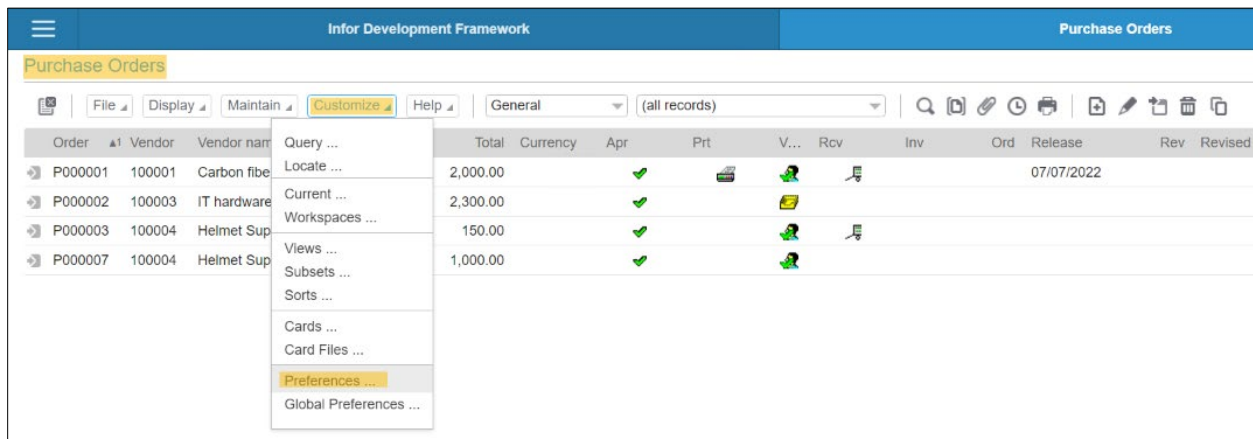 Infor Development Framework Purchase Orders
Purchase Orders
File Display Maintain Customize Help General (all records)
Order 1 Vendor Vendor nam Total Currency Apr Prt V... Rcv Inv Ord Release Rev Revised
P000001 100001 Carbon fibe 2,000.00 07/07/2022
P000002 100003 IT hardware 2,300.00
P000003 100004 Helmet Sup 150.00
P000007 100004 Helmet Sup 1,000.00
Query ...
Locate ...
Current ...
Workspaces ...
Views ...
Subsets ...
Sorts ...
Cards ...
Card Files ...
Preferences ...
Global Preferences ...